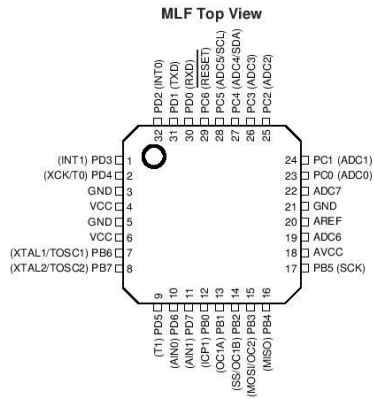 MLF Top View
PD2 (INT0)
PD1 (TXD)
PD0 (RXD)
PC6 (RESET)
PC5 (ADC5/SCL)
PC4 (ADC4/SDA)
PC3 (ADC3)
PC2 (ADC2)
32
31
30
29
28
27
26
25
(INT1) PD3 1
(XCK/T0) PD4 2
GND 3
VCC 4
GND 5
VCC 6
(XTAL1/TOSC1) PB6 7
(XTAL2/TOSC2) PB7 8
24 PC1 (ADC1)
23 PC0 (ADC0)
22 ADC7
21 GND
20 AREF
19 ADC6
18 AVCC
17 PB5 (SCK)
9
10
11
12
13
14
15
16
(T1) PD5
(AIN0) PD6
(AIN1) PD7
(ICP1) PB0
(OC1A) PB1
(SS/OC1B) PB2
(MOSI/OC2) PB3
(MISO) PB4